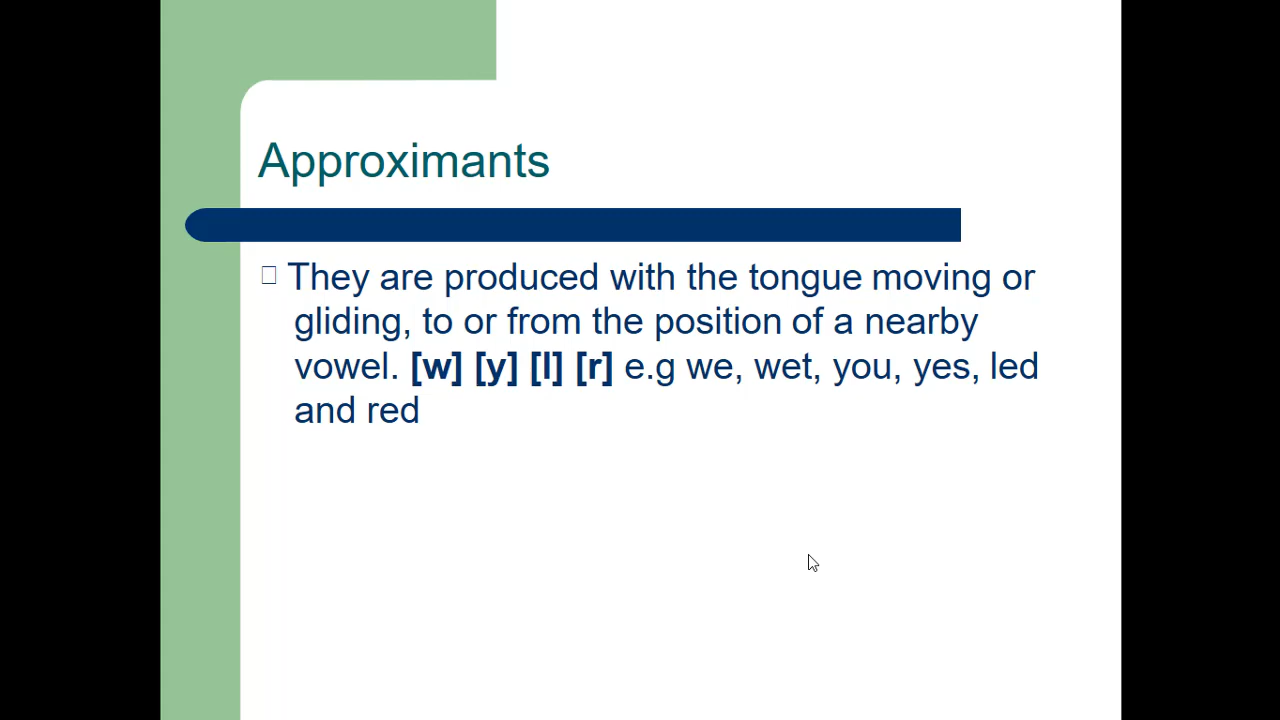 Approximants
They are produced with the tongue moving or
gliding, to or from the position of a nearby
vowel. [w] [y] [l] [r] e.g we, wet, you, yes, led
and red